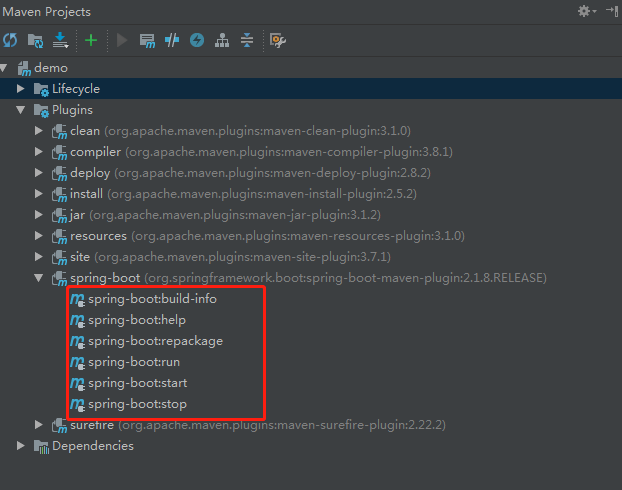 Maven Projects
demo
Lifecycle
Plugins
clean (org.apache.maven.plugins:maven-clean-plugin:3.1.0)
compiler (org.apache.maven.plugins:maven-compiler-plugin:3.8.1)
deploy (org.apache.maven.plugins:maven-deploy-plugin:2.8.2)
install (org.apache.maven.plugins:maven-install-plugin:2.5.2)
jar (org.apache.maven.plugins:maven-jar-plugin:3.1.2)
resources (org.apache.maven.plugins:maven-resources-plugin:3.1.0)
site (org.apache.maven.plugins:maven-site-plugin:3.7.1)
spring-boot (org.springframework.boot:spring-boot-maven-plugin:2.1.8.RELEASE)
spring-boot:build-info
spring-boot:help
spring-boot:repackage
spring-boot:run
spring-boot:start
spring-boot:stop
surefire (org.apache.maven.plugins:maven-surefire-plugin:2.22.2)
Dependencies